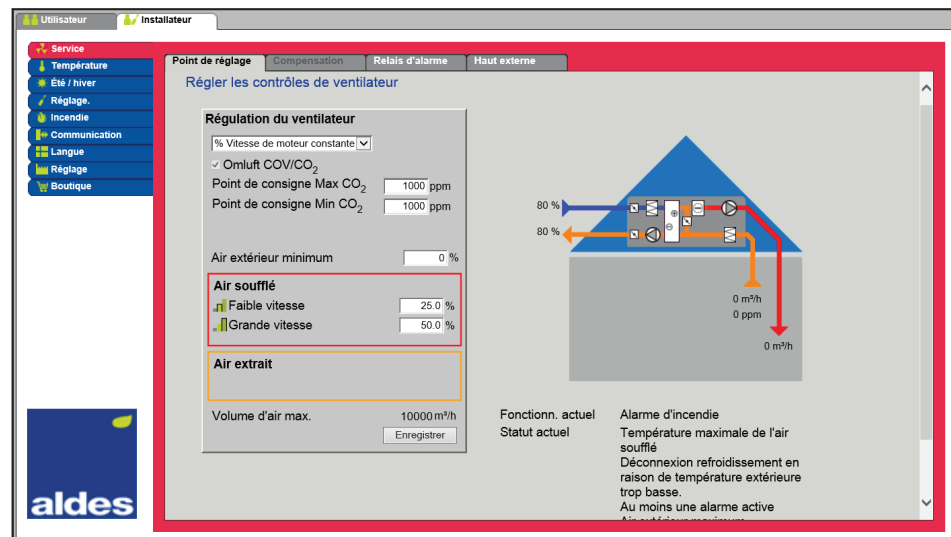 Utilisateur
Installateur
Service
Température
Été / hiver
Réglage.
Incendie
Communication
Langue
Réglage
Boutique
Point de réglage
Compensation
Relais d'alarme
Haut externe
Régler les contrôles de ventilateur
Régulation du ventilateur
% Vitesse de moteur constante
Omluft COV/CO2
Point de consigne Max CO2 1000 ppm
Point de consigne Min CO2 1000 ppm
Air extérieur minimum 0 %
Air soufflé
Faible vitesse 25.0 %
Grande vitesse 50.0 %
Air extrait
Volume d'air max. 10000 m³/h
Enregistrer
80 %
80 %
0 m³/h
0 ppm
0 m³/h
Fonctionn. actuel Alarme d'incendie
Statut actuel Température maximale de l'air
soufflé
Déconnexion refroidissement en
raison de température extérieure
trop basse.
Au moins une alarme active
Air extérieur maximum
aldes